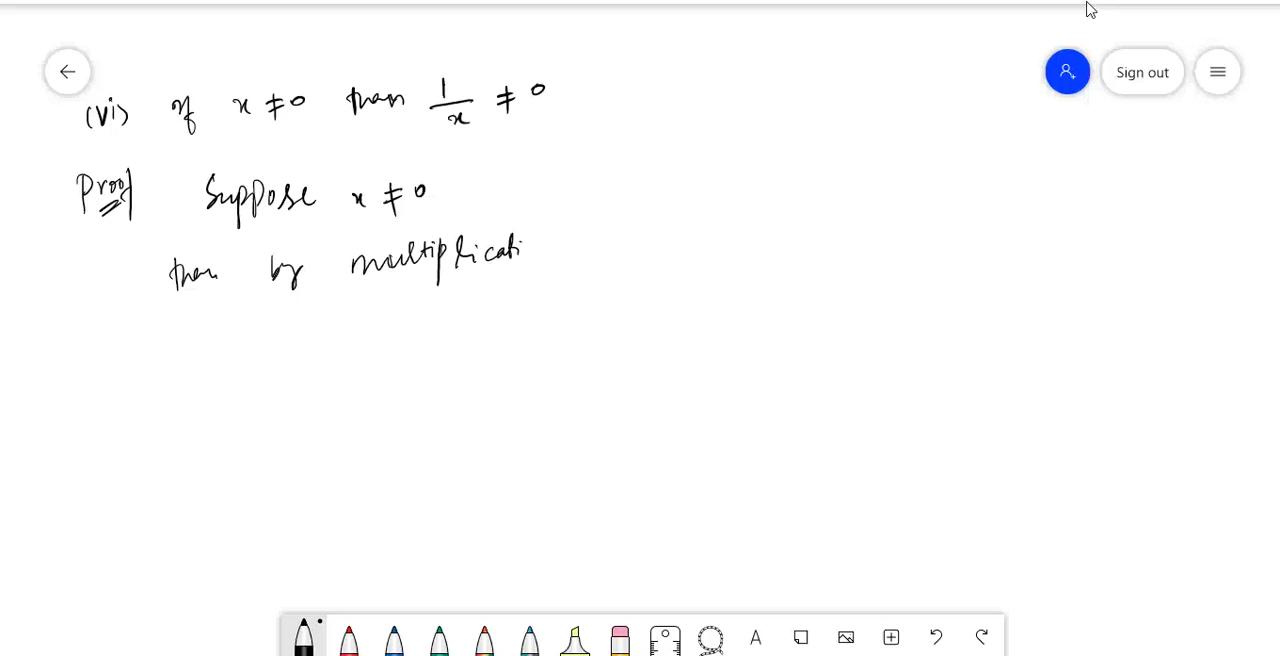 Sign out
(vi) If x ≠ 0 then 1/x ≠ 0
Proof Suppose x ≠ 0
then by multiplicati
A